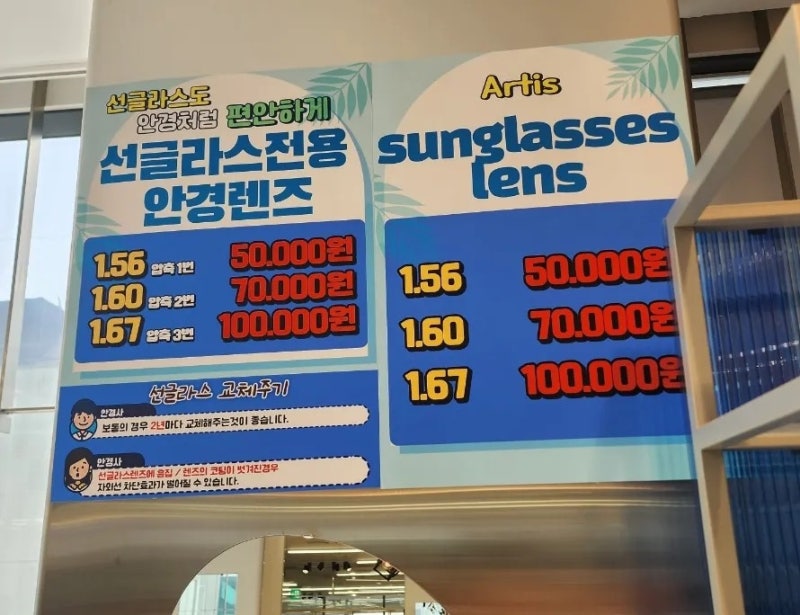 선글라스도
안경처럼 편안하게
선글라스전용
안경렌즈
1.56 압축 1번 50.000원
1.60 압축 2번 70.000원
1.67 압축 3번 100.000원
선글라스 교체주기
안경사
보통의 경우 2년마다 교체해주는것이 좋습니다.
안경사
선글라스렌즈에 흠집 / 렌즈의 코팅이 벗겨진경우
자외선 차단효과가 떨어질 수 있습니다.
Artis
sunglasses
lens
1.56 50.000원
1.60 70.000원
1.67 100.000원